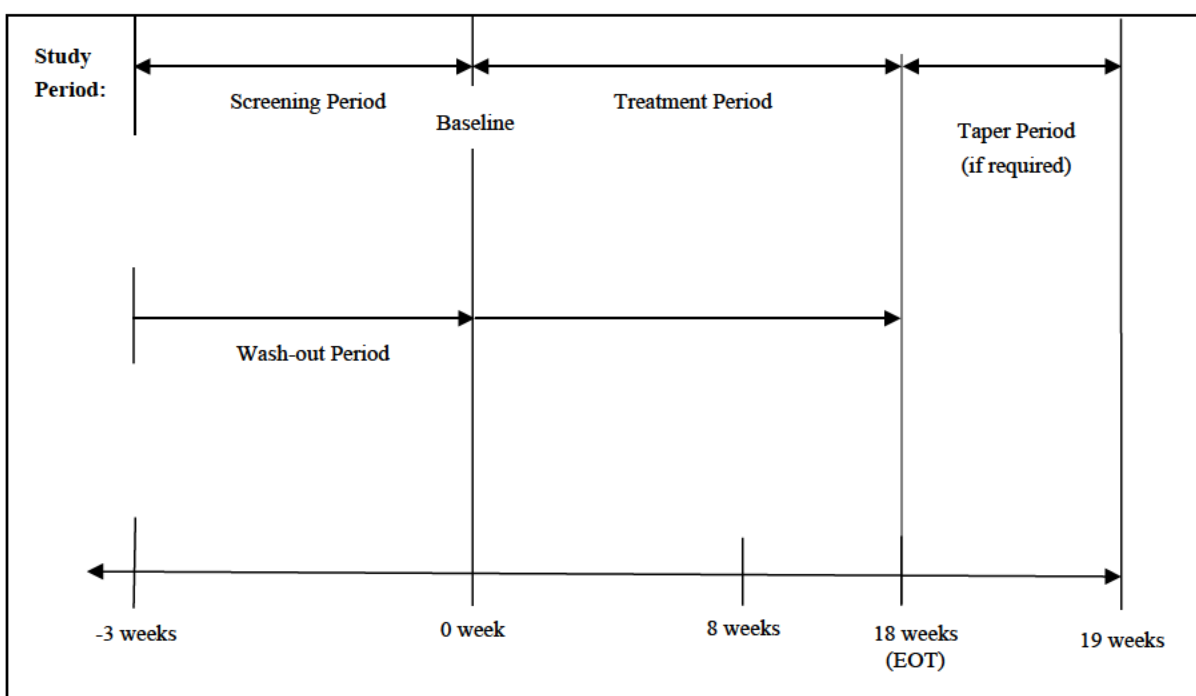 Study
Period:
Screening Period
Treatment Period
Baseline
Taper Period
(if required)
Wash-out Period
-3 weeks
0 week
8 weeks
18 weeks
(EOT)
19 weeks